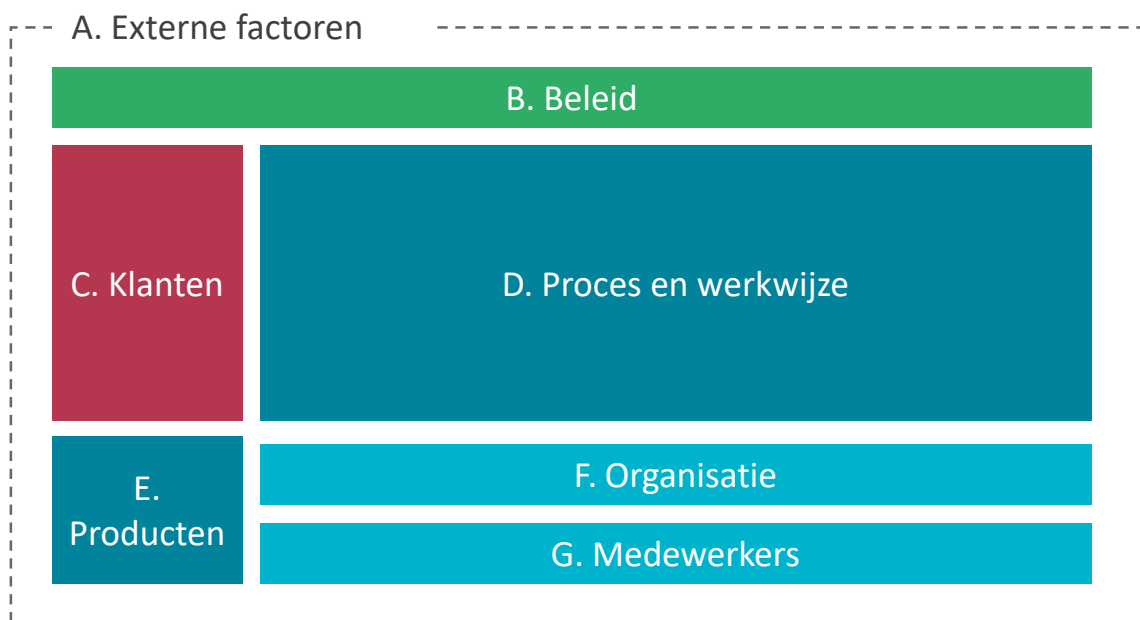 A. Externe factoren
B. Beleid
C. Klanten
D. Proces en werkwijze
E.
Producten
F. Organisatie
G. Medewerkers